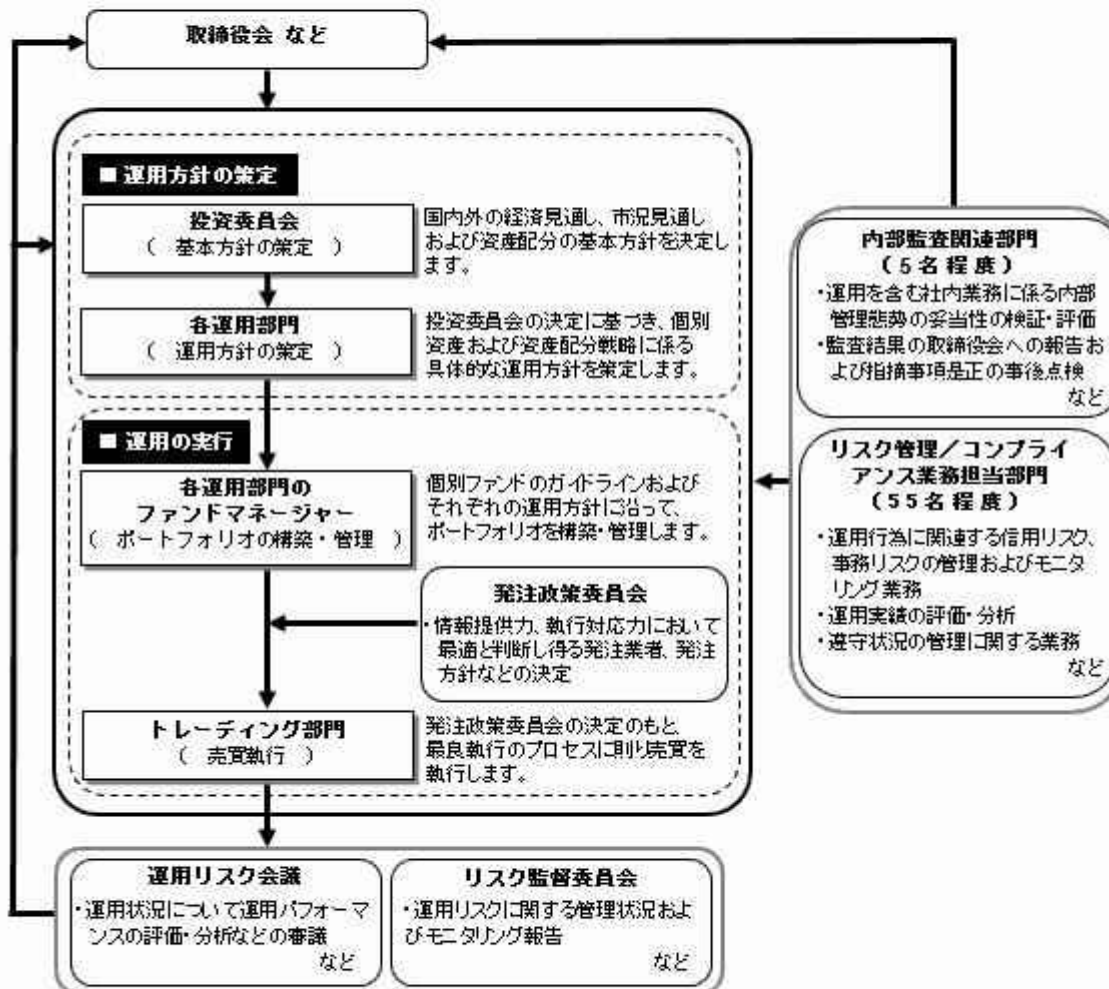 取締役会 など
■ 運用方針の策定
投資委員会
( 基本方針の策定 )
国内外の経済見通し、市況見通し
および資産配分の基本方針を決定し
ます。
各運用部門
( 運用方針の策定 )
投資委員会の決定に基づき、個別
資産および資産配分戦略に係る
具体的な運用方針を策定します。
■ 運用の実行
各運用部門の
ファンドマネージャー
( ポートフォリオの構築・管理 )
個別ファンドのガイドラインおよび
それぞれの運用方針に沿って、
ポートフォリオを構築・管理します。
発注政策委員会
・情報提供力、執行対応力において
最適と判断し得る発注業者、発注
方針などの決定
トレーディング部門
( 売買執行 )
発注政策委員会の決定のもと、
最良執行のプロセスに則り売買を
執行します。
内部監査関連部門
(5名程度)
・運用を含む社内業務に係る内部
管理態勢の妥当性の検証・評価
・監査結果の取締役会への報告お
よび指摘事項是正の事後点検
など
リスク管理/コンプライ
アンス業務担当部門
(55名程度)
・運用行為に関連する信用リスク、
事務リスクの管理およびモニタ
リング業務
・運用実績の評価・分析
・遵守状況の管理に関する業務
など
運用リスク会議
・運用状況について運用パフォーマ
ンスの評価・分析などの審議
など
リスク監督委員会
・運用リスクに関する管理状況およ
びモニタリング報告
など